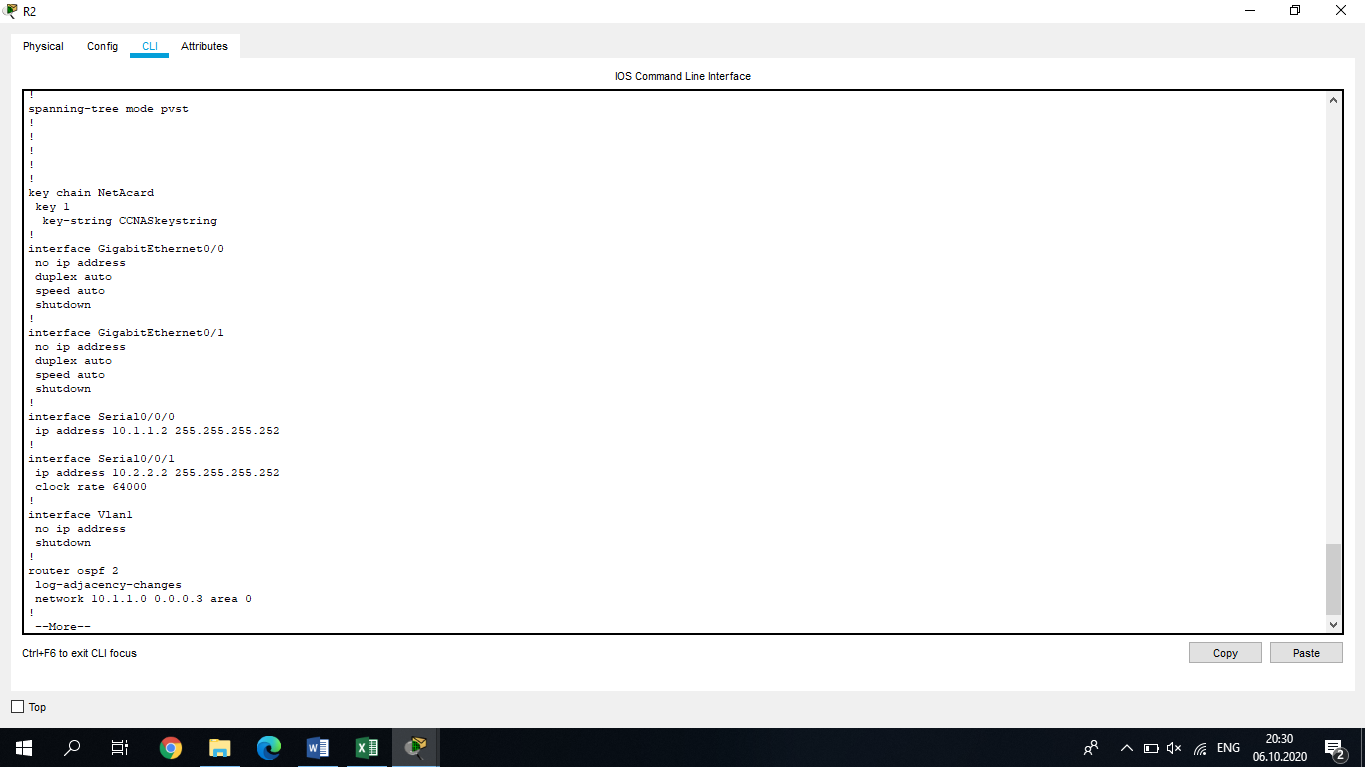 R2
Physical Config CLI Attributes
IOS Command Line Interface
!
spanning-tree mode pvst
!
!
!
!
!
key chain NetAcard
key 1
key-string CCNASkeystring
!
interface GigabitEthernet0/0
no ip address
duplex auto
speed auto
shutdown
!
interface GigabitEthernet0/1
no ip address
duplex auto
speed auto
shutdown
!
interface Serial0/0/0
ip address 10.1.1.2 255.255.255.252
!
interface Serial0/0/1
ip address 10.2.2.2 255.255.255.252
clock rate 64000
!
interface Vlan1
no ip address
shutdown
!
router ospf 2
log-adjacency-changes
network 10.1.1.0 0.0.0.3 area 0
!
--More--
Ctrl+F6 to exit CLI focus
Copy Paste
Top
ENG
20:30
06.10.2020
2